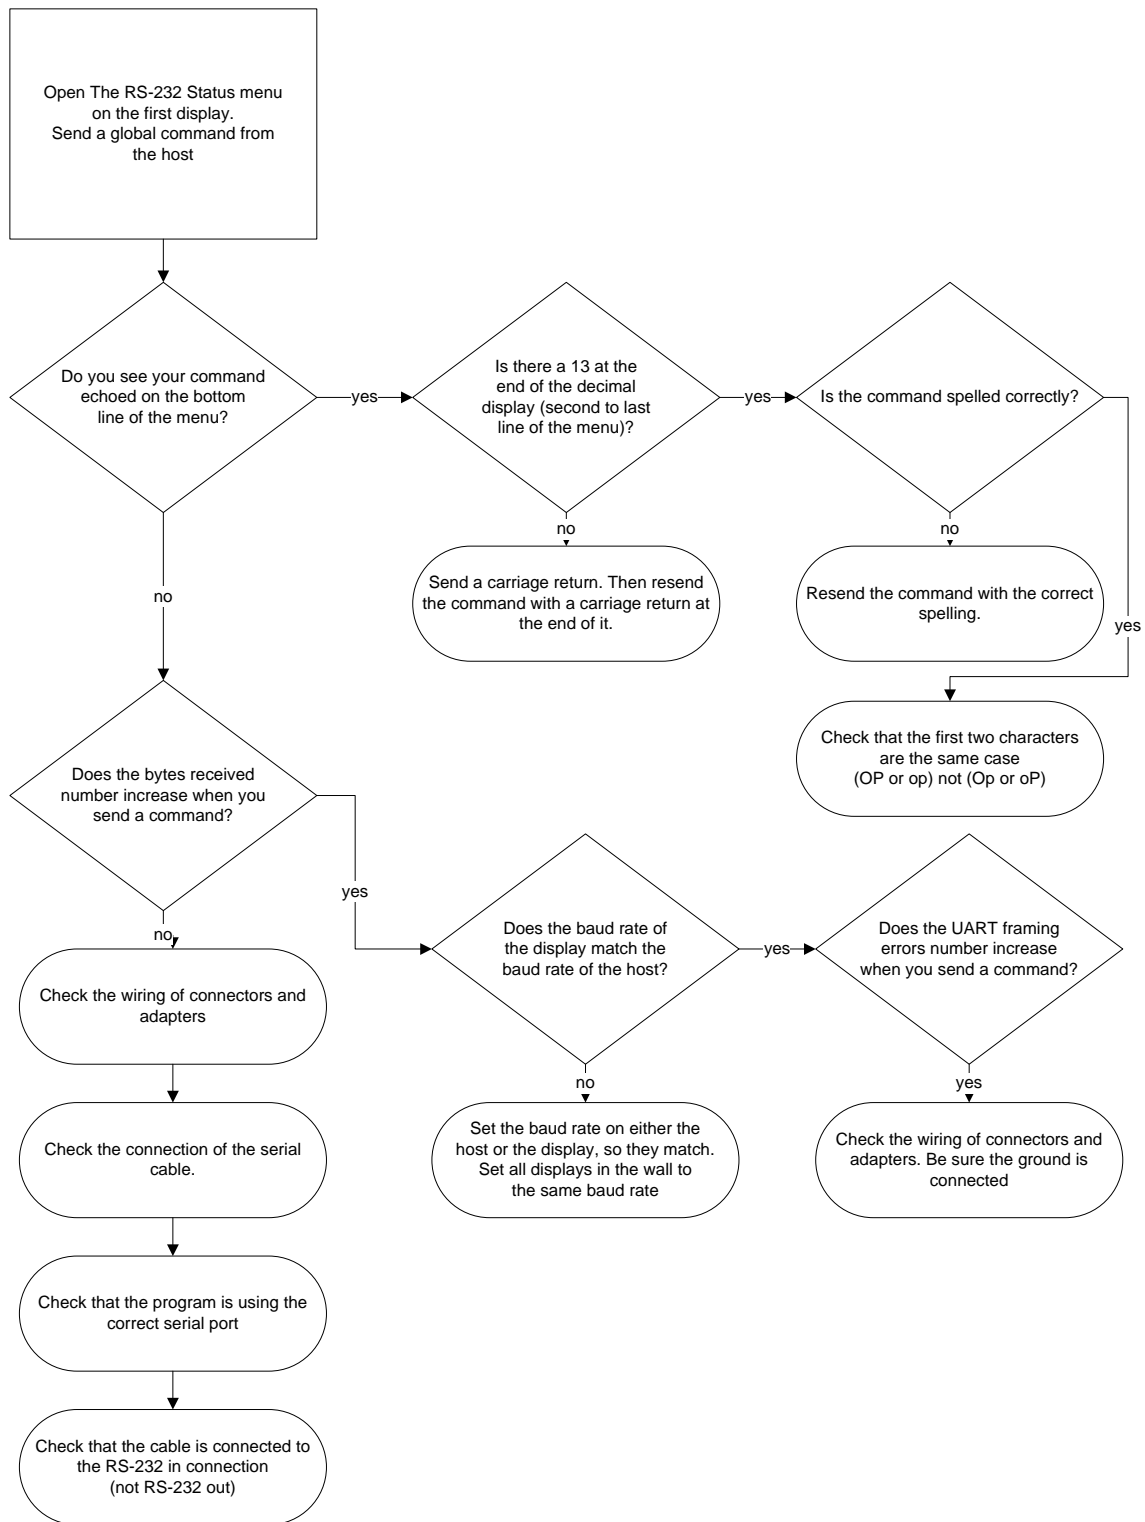 Open The RS-232 Status menu
on the first display.
Send a global command from
the host
Do you see your command
echoed on the bottom
line of the menu?
yes
Is there a 13 at the
end of the decimal
display (second to last
line of the menu)?
yes
Is the command spelled correctly?
no
no
no
Send a carriage return. Then resend
the command with a carriage return at
the end of it.
Resend the command with the correct
spelling.
yes
Check that the first two characters
are the same case
(OP or op) not (Op or oP)
Does the bytes received
number increase when you
send a command?
yes
no
Does the baud rate of
the display match the
baud rate of the host?
yes
Does the UART framing
errors number increase
when you send a command?
Check the wiring of connectors and
adapters
no
yes
Check the connection of the serial
cable.
Set the baud rate on either the
host or the display, so they match.
Set all displays in the wall to
the same baud rate
Check the wiring of connectors and
adapters. Be sure the ground is
connected
Check that the program is using the
correct serial port
Check that the cable is connected to
the RS-232 in connection
(not RS-232 out)